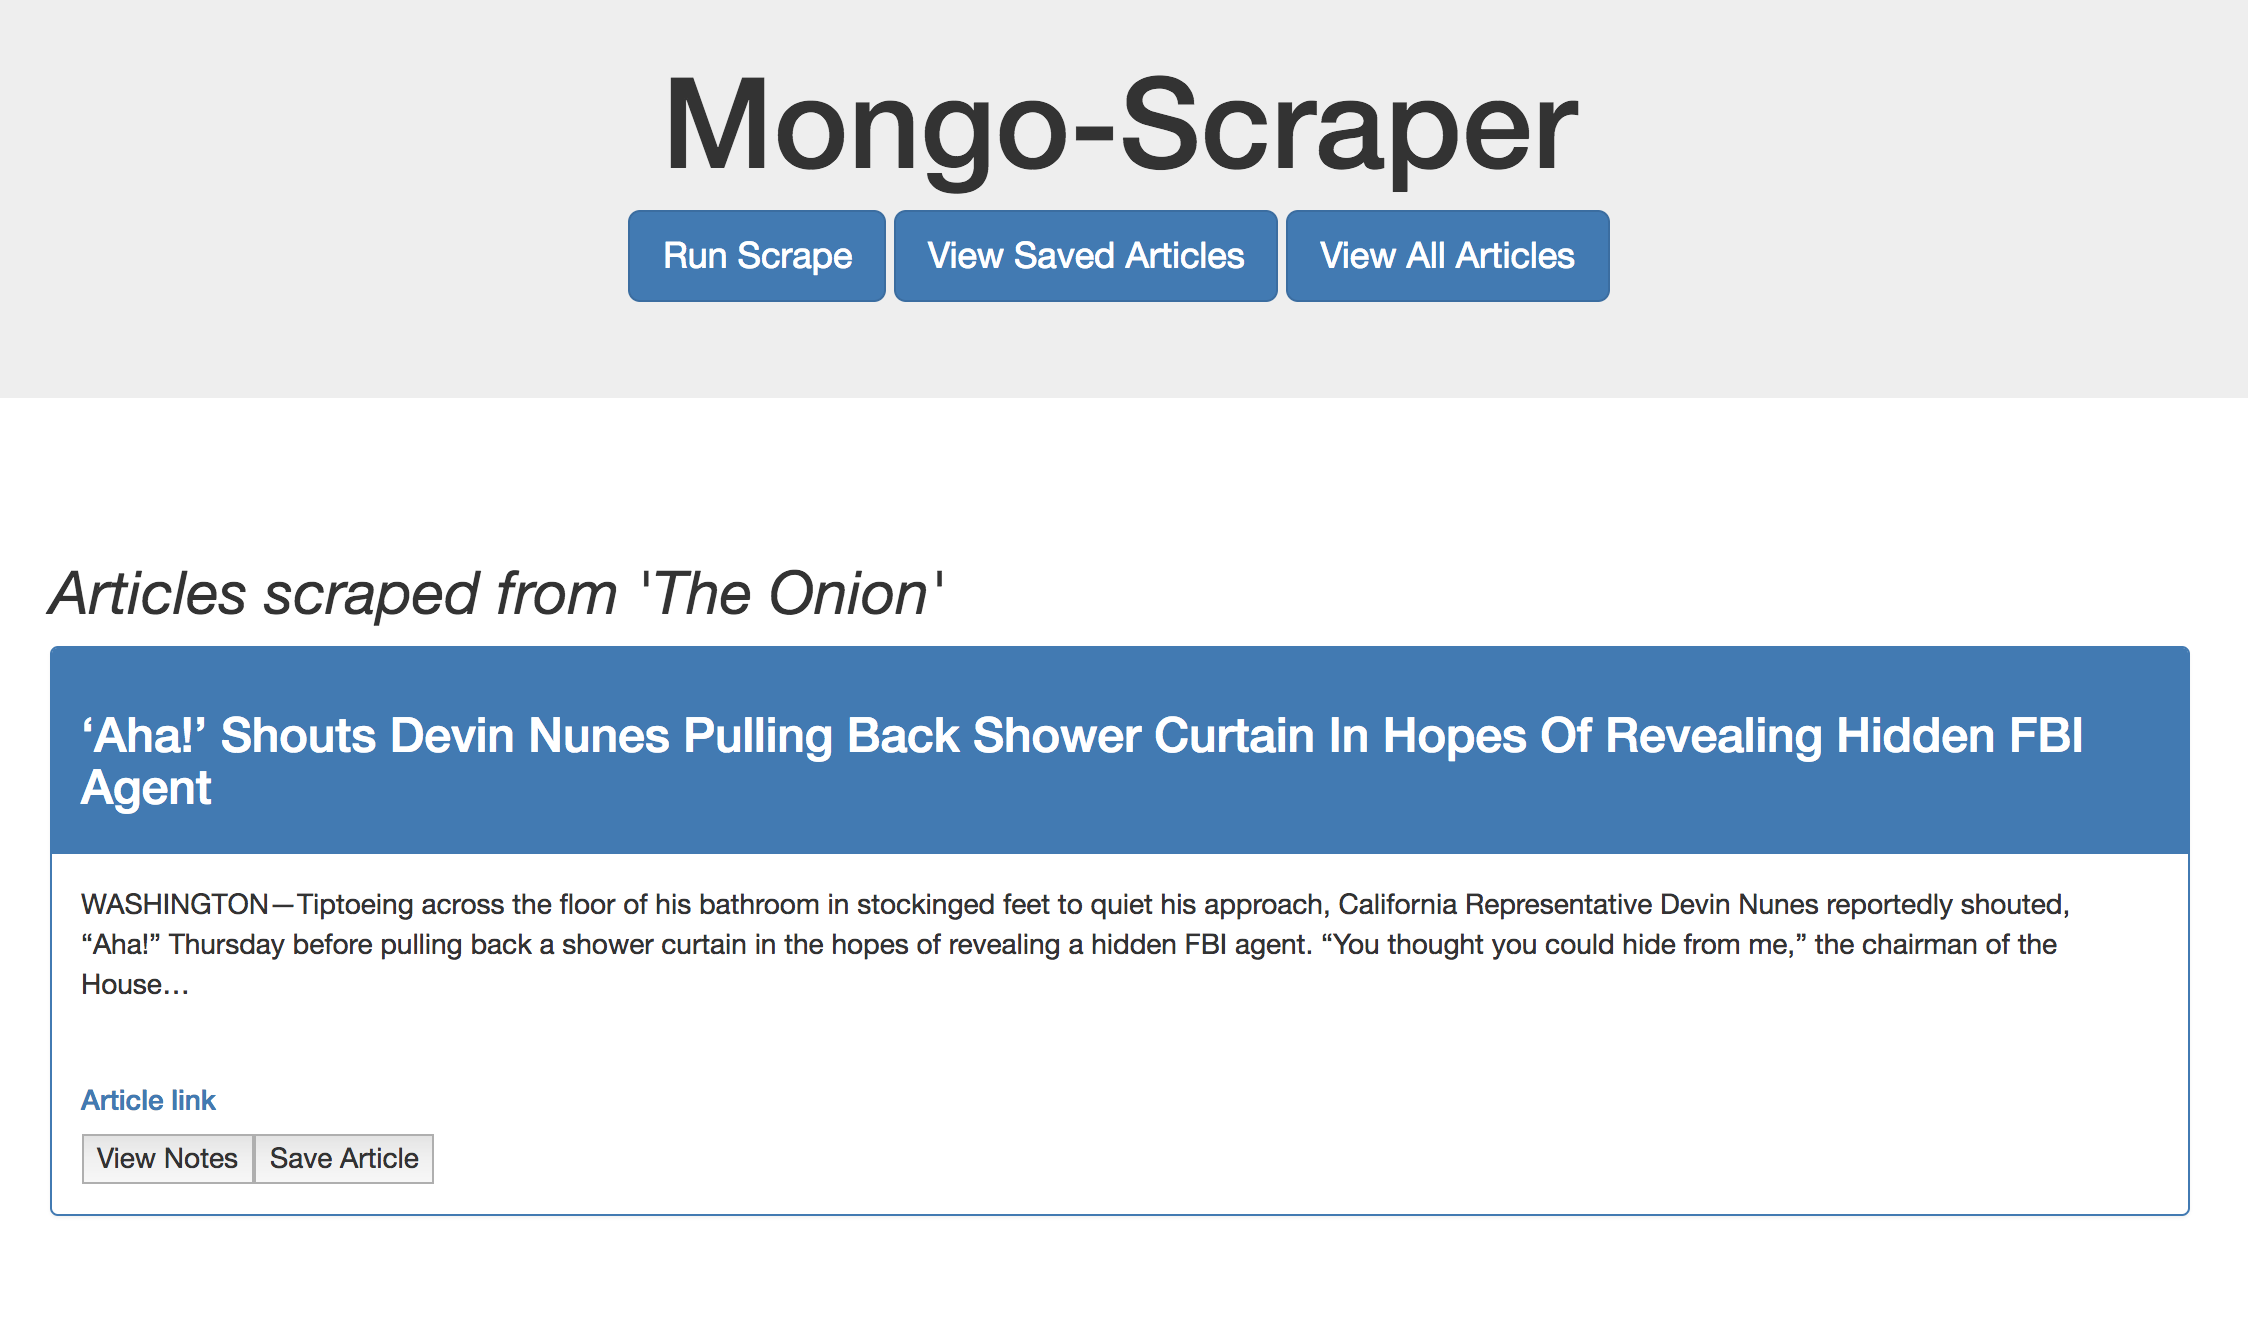 Mongo-Scraper
Run Scrape View Saved Articles View All Articles
Articles scraped from 'The Onion'
‘Aha!’ Shouts Devin Nunes Pulling Back Shower Curtain In Hopes Of Revealing Hidden FBI
Agent
WASHINGTON—Tiptoeing across the floor of his bathroom in stockinged feet to quiet his approach, California Representative Devin Nunes reportedly shouted,
“Aha!” Thursday before pulling back a shower curtain in the hopes of revealing a hidden FBI agent. “You thought you could hide from me,” the chairman of the
House…
Article link
View Notes Save Article